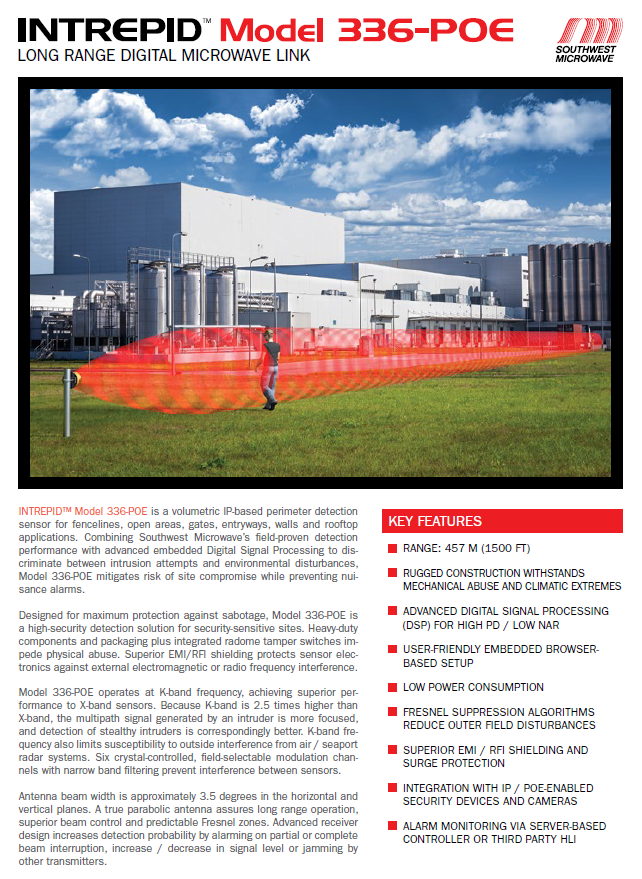 INTREPID™ Model 336-POE
LONG RANGE DIGITAL MICROWAVE LINK
SOUTHWEST
MICROWAVE
INTREPID™ Model 336-POE is a volumetric IP-based perimeter detection
sensor for fencelines, open areas, gates, entryways, walls and rooftop
applications. Combining Southwest Microwave's field-proven detection
performance with advanced embedded Digital Signal Processing to dis-
criminate between intrusion attempts and environmental disturbances,
Model 336-POE mitigates risk of site compromise while preventing nui-
sance alarms.
Designed for maximum protection against sabotage, Model 336-POE is
a high-security detection solution for security-sensitive sites. Heavy-duty
components and packaging plus integrated radome tamper switches im-
pede physical abuse. Superior EMI/RFI shielding protects sensor elec-
tronics against external electromagnetic or radio frequency interference.
Model 336-POE operates at K-band frequency, achieving superior per-
formance to X-band sensors. Because K-band is 2.5 times higher than
X-band, the multipath signal generated by an intruder is more focused,
and detection of stealthy intruders is correspondingly better. K-band fre-
quency also limits susceptibility to outside interference from air / seaport
radar systems. Six crystal-controlled, field-selectable modulation chan-
nels with narrow band filtering prevent interference between sensors.
Antenna beam width is approximately 3.5 degrees in the horizontal and
vertical planes. A true parabolic antenna assures long range operation,
superior beam control and predictable Fresnel zones. Advanced receiver
design increases detection probability by alarming on partial or complete
beam interruption, increase / decrease in signal level or jamming by
other transmitters.
KEY FEATURES
RANGE: 457 M (1500 FT)
RUGGED CONSTRUCTION WITHSTANDS
MECHANICAL ABUSE AND CLIMATIC EXTREMES
ADVANCED DIGITAL SIGNAL PROCESSING
(DSP) FOR HIGH PD / LOW NAR
USER-FRIENDLY EMBEDDED BROWSER-
BASED SETUP
LOW POWER CONSUMPTION
FRESNEL SUPPRESSION ALGORITHMS
REDUCE OUTER FIELD DISTURBANCES
SUPERIOR EMI / RFI SHIELDING AND
SURGE PROTECTION
INTEGRATION WITH IP / POE-ENABLED
SECURITY DEVICES AND CAMERAS
ALARM MONITORING VIA SERVER-BASED
CONTROLLER OR THIRD PARTY HLI